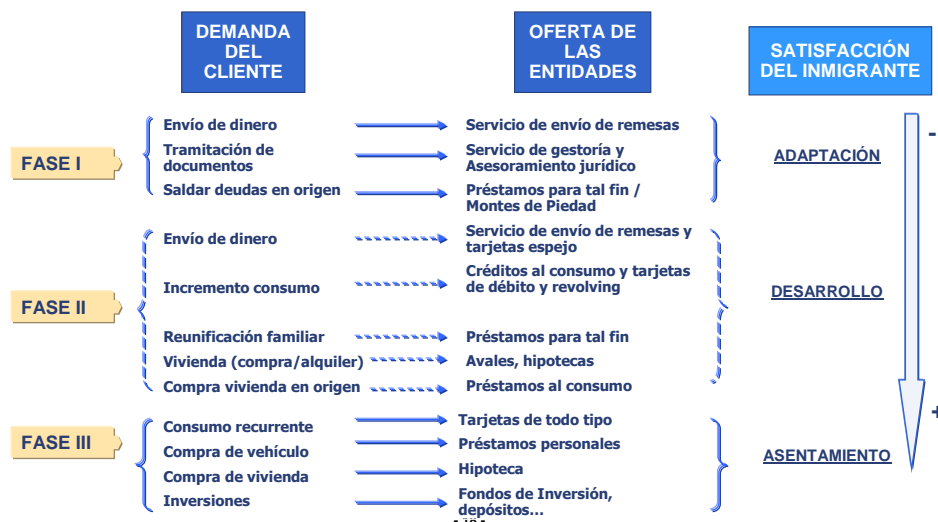 DEMANDA
DEL
CLIENTE
OFERTA DE
LAS
ENTIDADES
SATISFACCIÓN
DEL INMIGRANTE
FASE I
Envío de dinero
Servicio de envío de remesas
Tramitación de
documentos
Servicio de gestoría y
Asesoramiento jurídico
Saldar deudas en origen
Préstamos para tal fin /
Montes de Piedad
ADAPTACIÓN
-
FASE II
Envío de dinero
Servicio de envío de remesas y
tarjetas espejo
Incremento consumo
Créditos al consumo y tarjetas
de débito y revolving
Reunificación familiar
Préstamos para tal fin
Vivienda (compra/alquiler)
Avales, hipotecas
Compra vivienda en origen
Préstamos al consumo
DESARROLLO
+
FASE III
Consumo recurrente
Tarjetas de todo tipo
Compra de vehículo
Préstamos personales
Compra de vivienda
Hipoteca
Inversiones
Fondos de Inversión,
depósitos...
ASENTAMIENTO